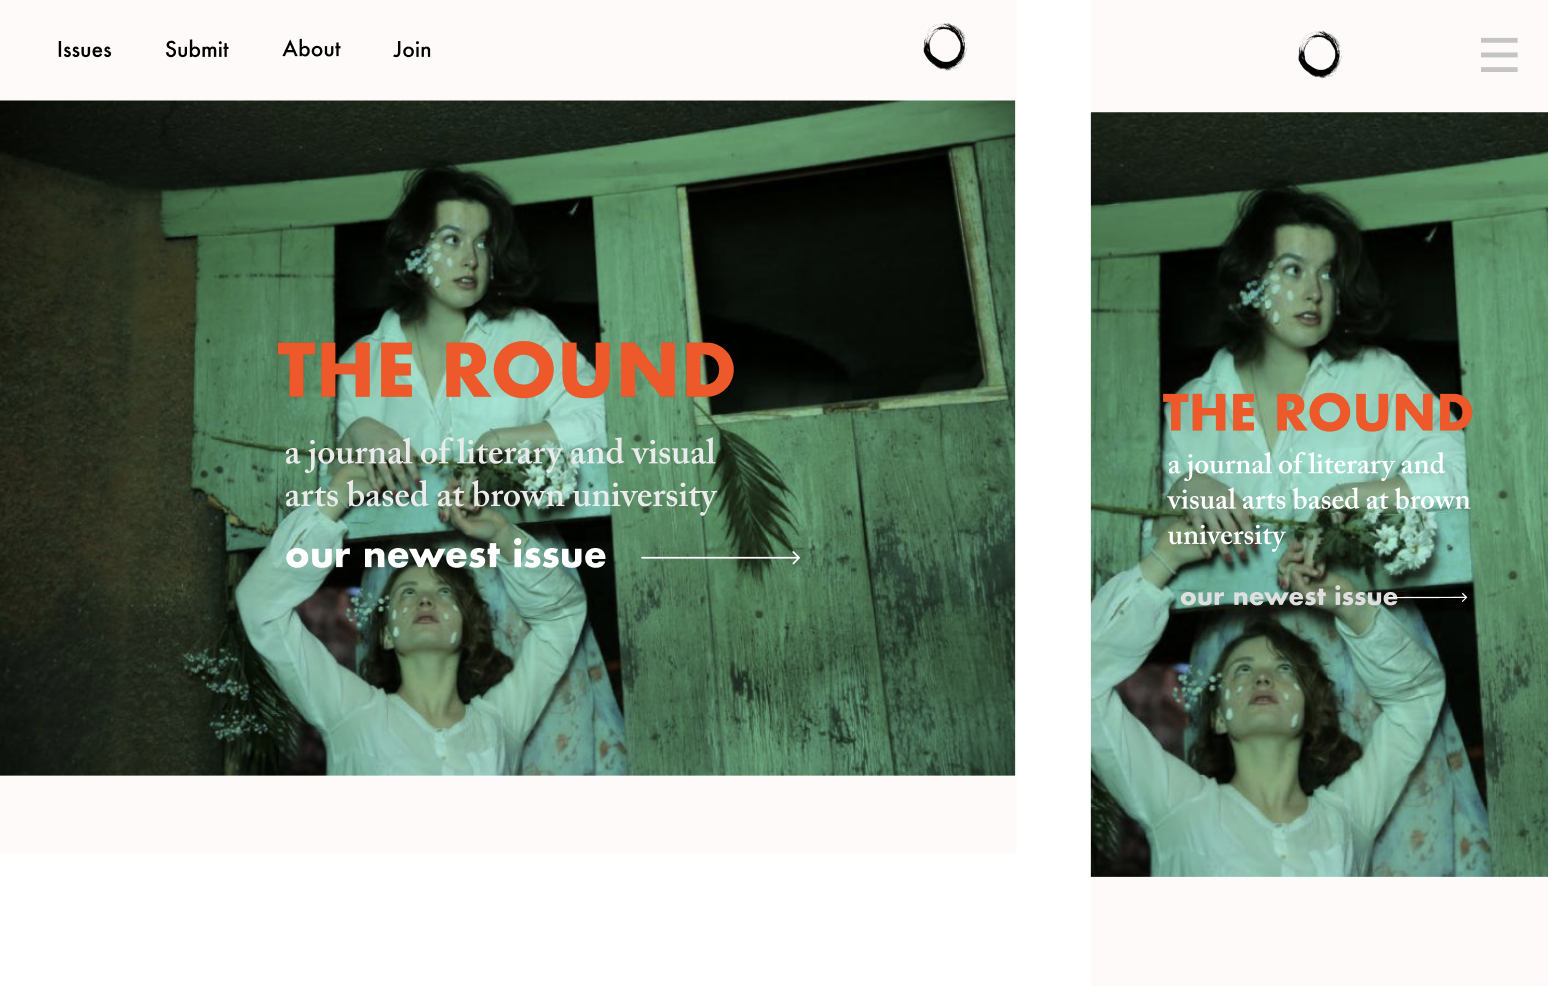 Issues Submit About Join
THE ROUND
a journal of literary and visual
arts based at brown university
our newest issue
THE ROUND
a journal of literary and
visual arts based at brown
university
our newest issue